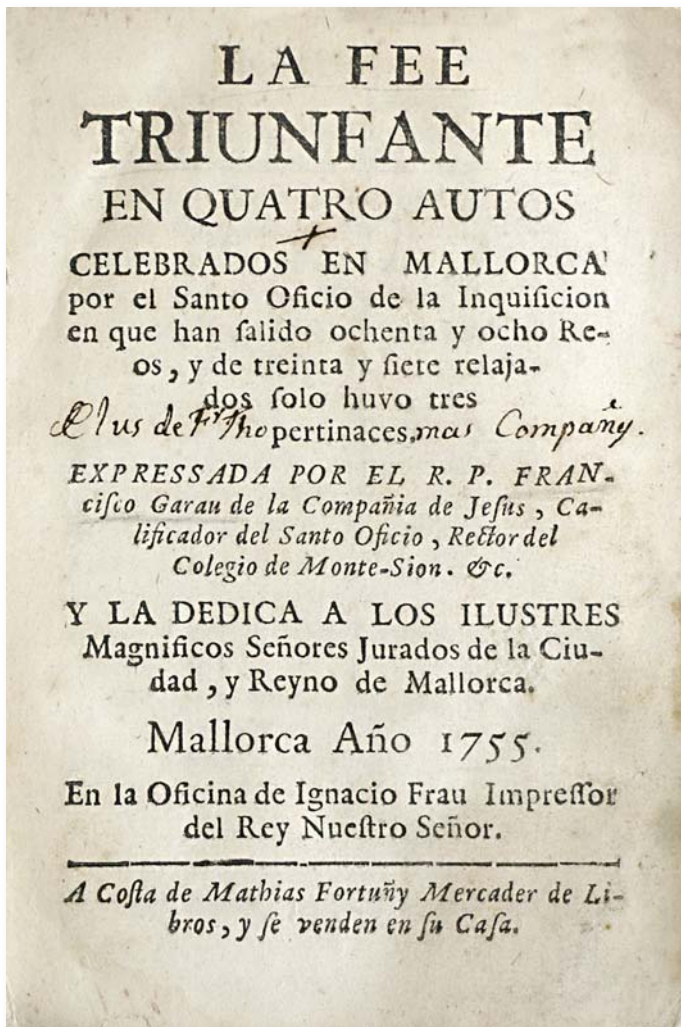 LA FEE
TRIUNFANTE
EN QUATRO AUTOS
CELEBRADOS EN MALLORCA
por el Santo Oficio de la Inquisicion
en que han ſalido ochenta y ocho Re-
os, y de treinta y ſiete relaja-
dos ſolo huvo tres
us de pertinaces. mas Compañ.
EXPRESSADA POR EL R. P. FRAN-
ciſco Garau de la Compañia de Jeſus, Ca-
lificador del Santo Oficio, Rector del
Colegio de Monte-Sion. &c.
Y LA DEDICA A LOS ILUSTRES
Magnificos Señores Jurados de la Ciu-
dad, y Reyno de Mallorca.
Mallorca Año 1755.
En la Oficina de Ignacio Frau Impreſſor
del Rey Nueſtro Señor.
A Coſta de Mathias Fortuñy Mercader de Li-
bros, y ſe venden en ſu Caſa.